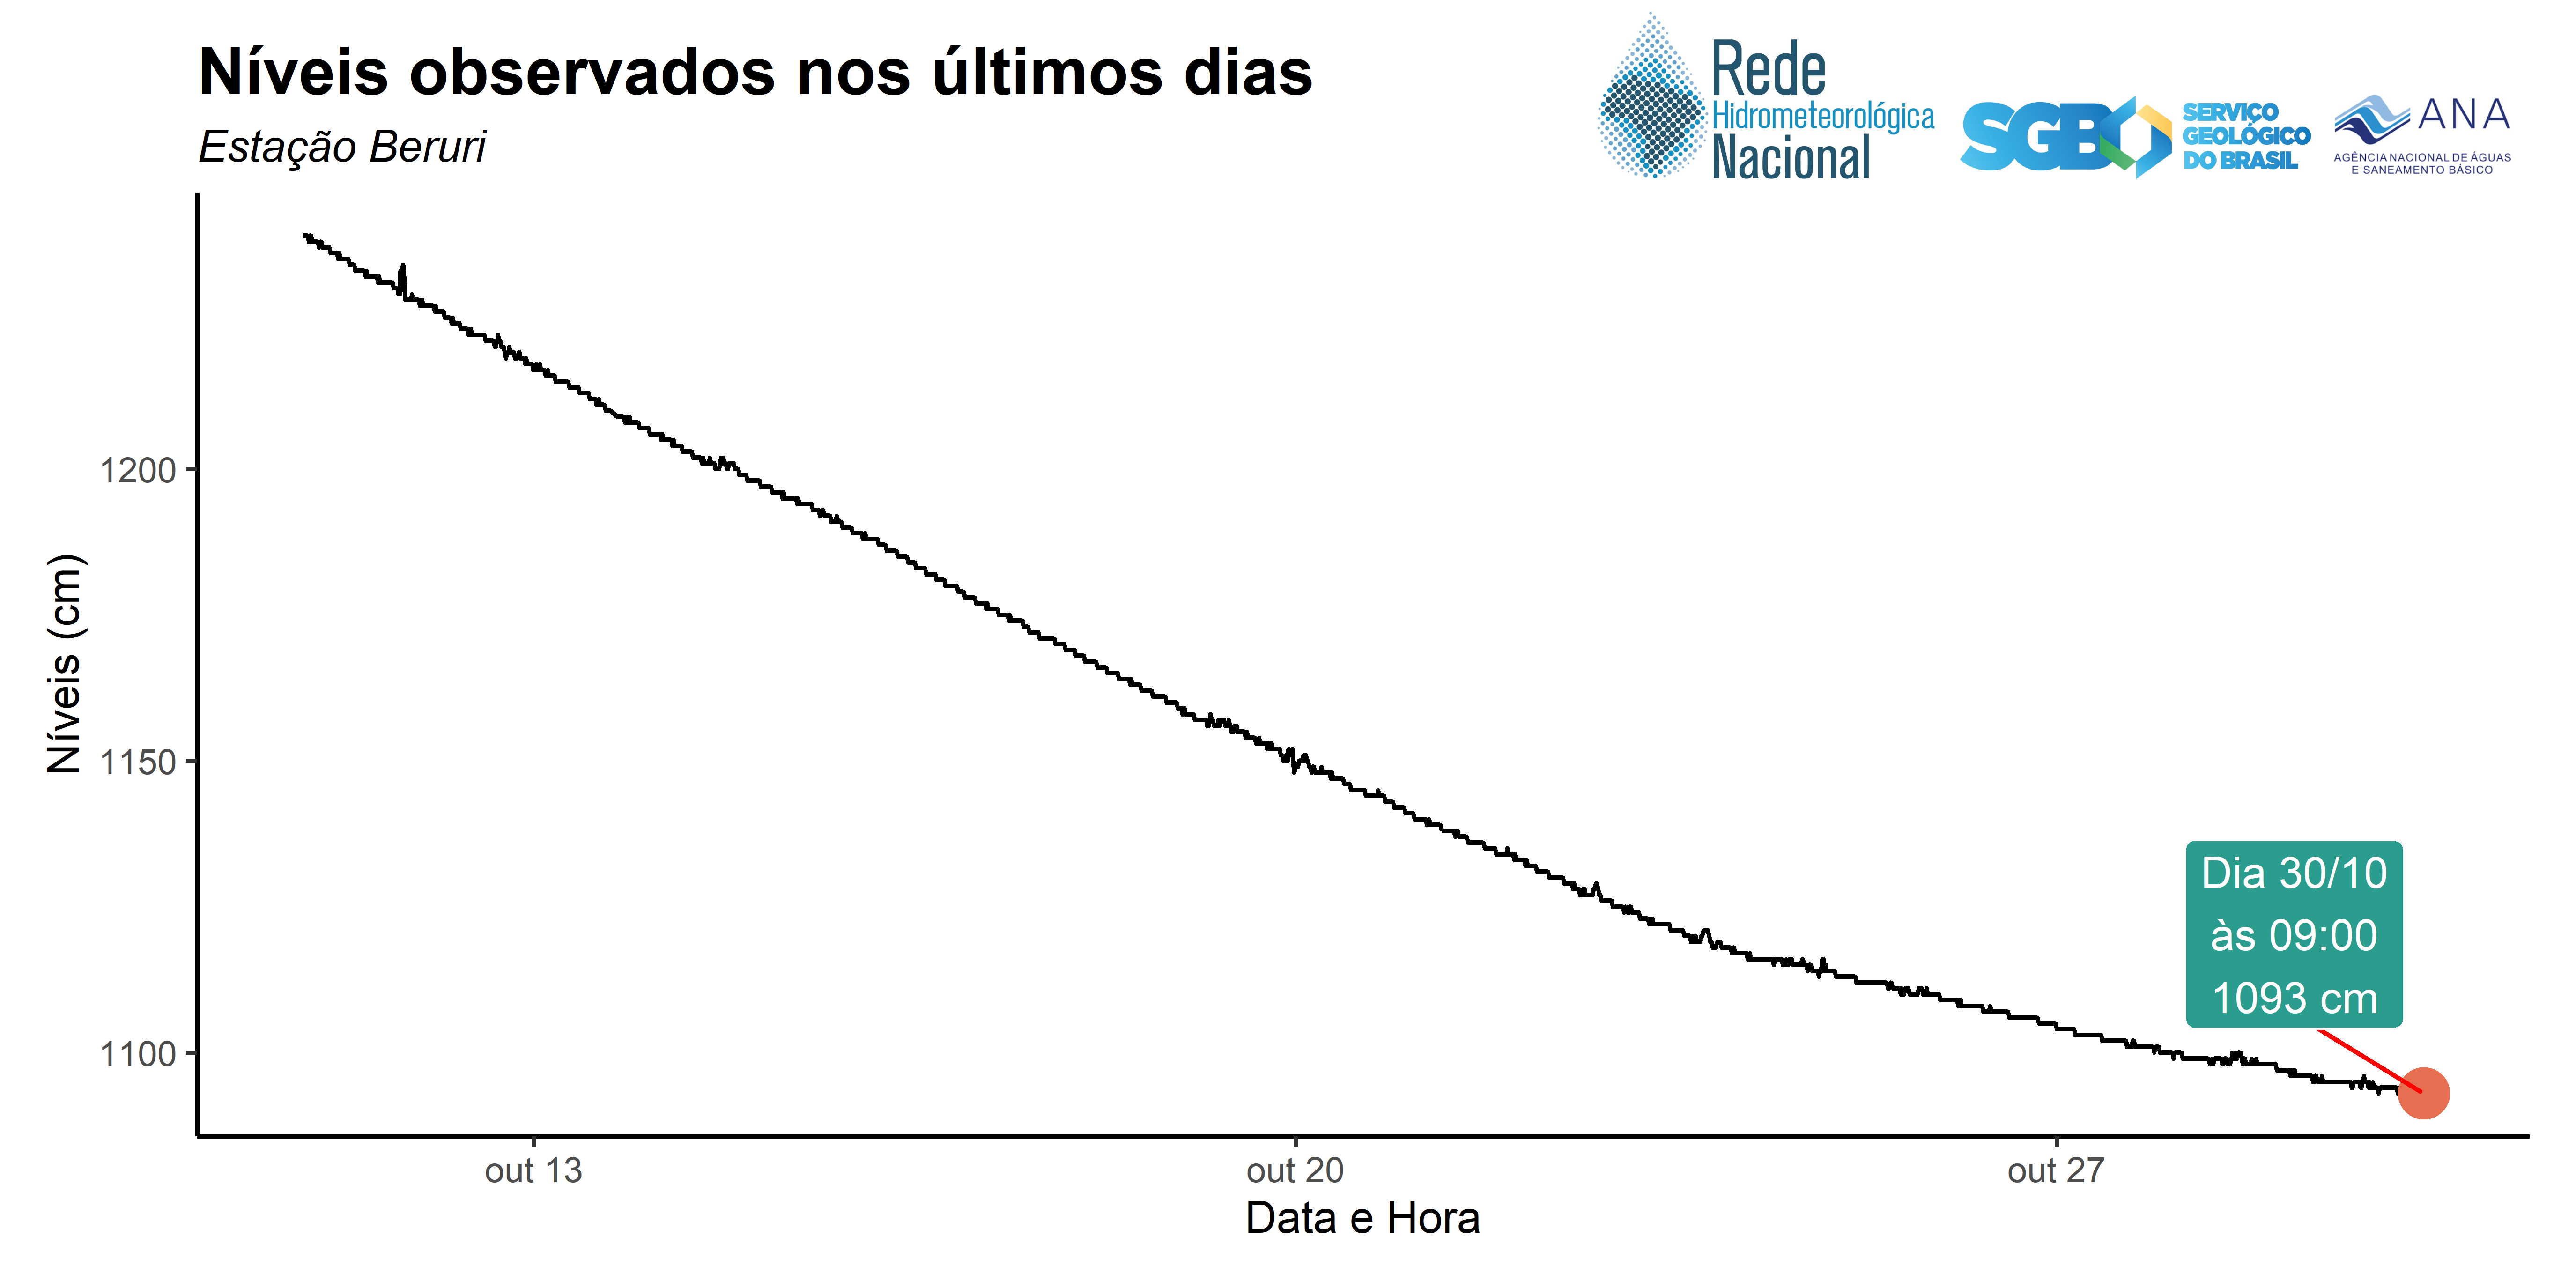 Níveis observados nos últimos dias
Estação Beruri
Rede
Hidrometeorológica
Nacional
SGB
SERVIÇO
GEOLÓGICO
DO BRASIL
ANA
AGÊNCIA NACIONAL DE ÁGUAS
E SANEAMENTO BÁSICO
Níveis (cm)
1200
1150
1100
Dia 30/10
às 09:00
1093 cm
out 13
out 20
out 27
Data e Hora